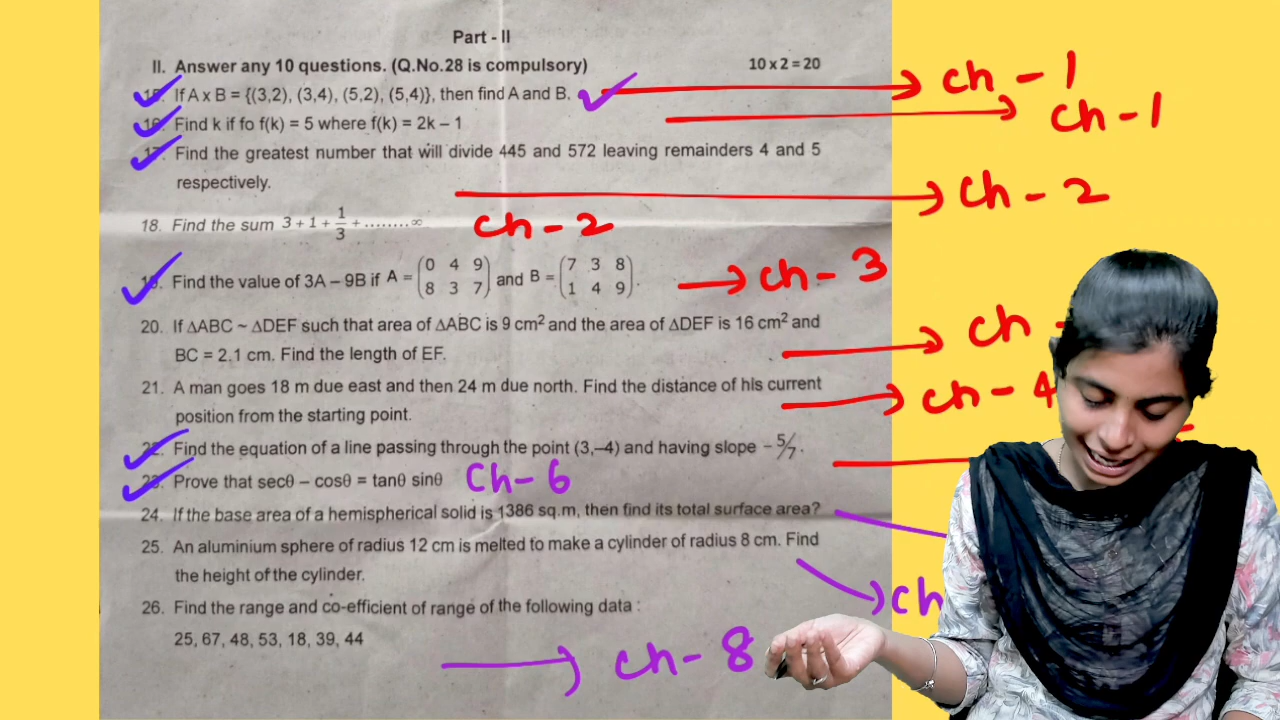 Part - II
II. Answer any 10 questions. (Q.No.28 is compulsory) 10 x 2 = 20
15. If A x B = {(3,2), (3,4), (5,2), (5,4)}, then find A and B. ch - 1
16. Find k if fo f(k) = 5 where f(k) = 2k – 1 ch - 1
17. Find the greatest number that will divide 445 and 572 leaving remainders 4 and 5
respectively. ch - 2
18. Find the sum 3 + 1 + 1/3 + ........∞ ch - 2
Find the value of 3A – 9B if A = (0 4 9 / 8 3 7) and B = (7 3 8 / 1 4 9). ch - 3
20. If ΔABC ~ ΔDEF such that area of ΔABC is 9 cm² and the area of ΔDEF is 16 cm² and ch -
BC = 2.1 cm. Find the length of EF.
21. A man goes 18 m due east and then 24 m due north. Find the distance of his current ch - 4
position from the starting point.
22. Find the equation of a line passing through the point (3,–4) and having slope – 5/7.
23. Prove that secθ – cosθ = tanθ sinθ Ch - 6
24. If the base area of a hemispherical solid is 1386 sq.m, then find its total surface area?
25. An aluminium sphere of radius 12 cm is melted to make a cylinder of radius 8 cm. Find
the height of the cylinder. ch
26. Find the range and co-efficient of range of the following data :
25, 67, 48, 53, 18, 39, 44 ch - 8